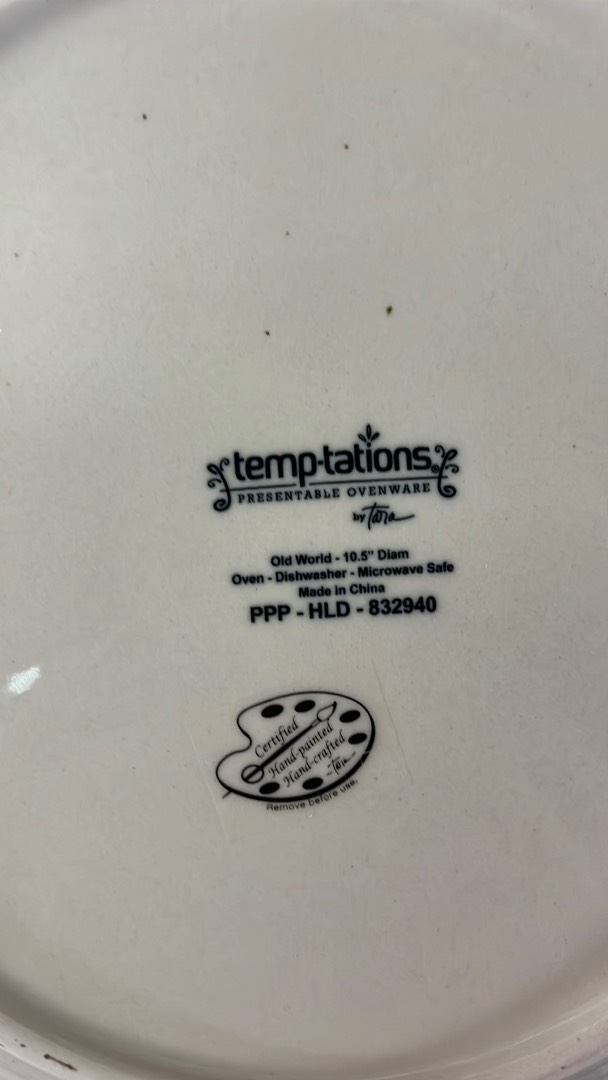 temp-tations®
PRESENTABLE OVENWARE
by Tara
Old World - 10.5" Diam
Oven - Dishwasher - Microwave Safe
Made in China
PPP - HLD - 832940
Certified
Hand-painted
Hand-crafted
Tara
Remove before use.